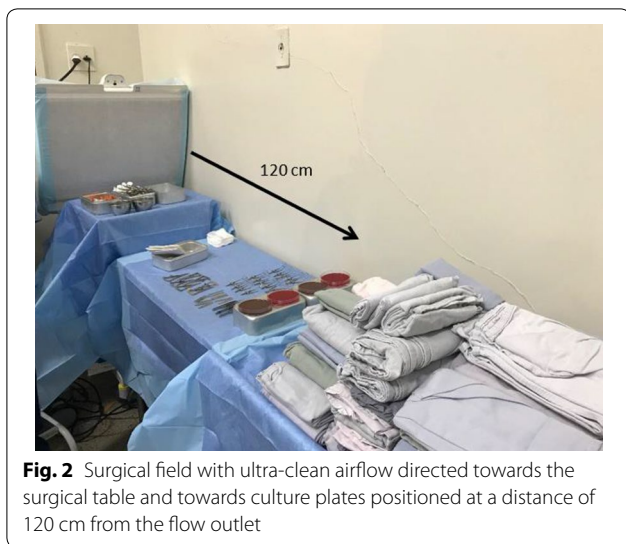 120 cm
Fig. 2 Surgical field with ultra-clean airflow directed towards the
surgical table and towards culture plates positioned at a distance of
120 cm from the flow outlet